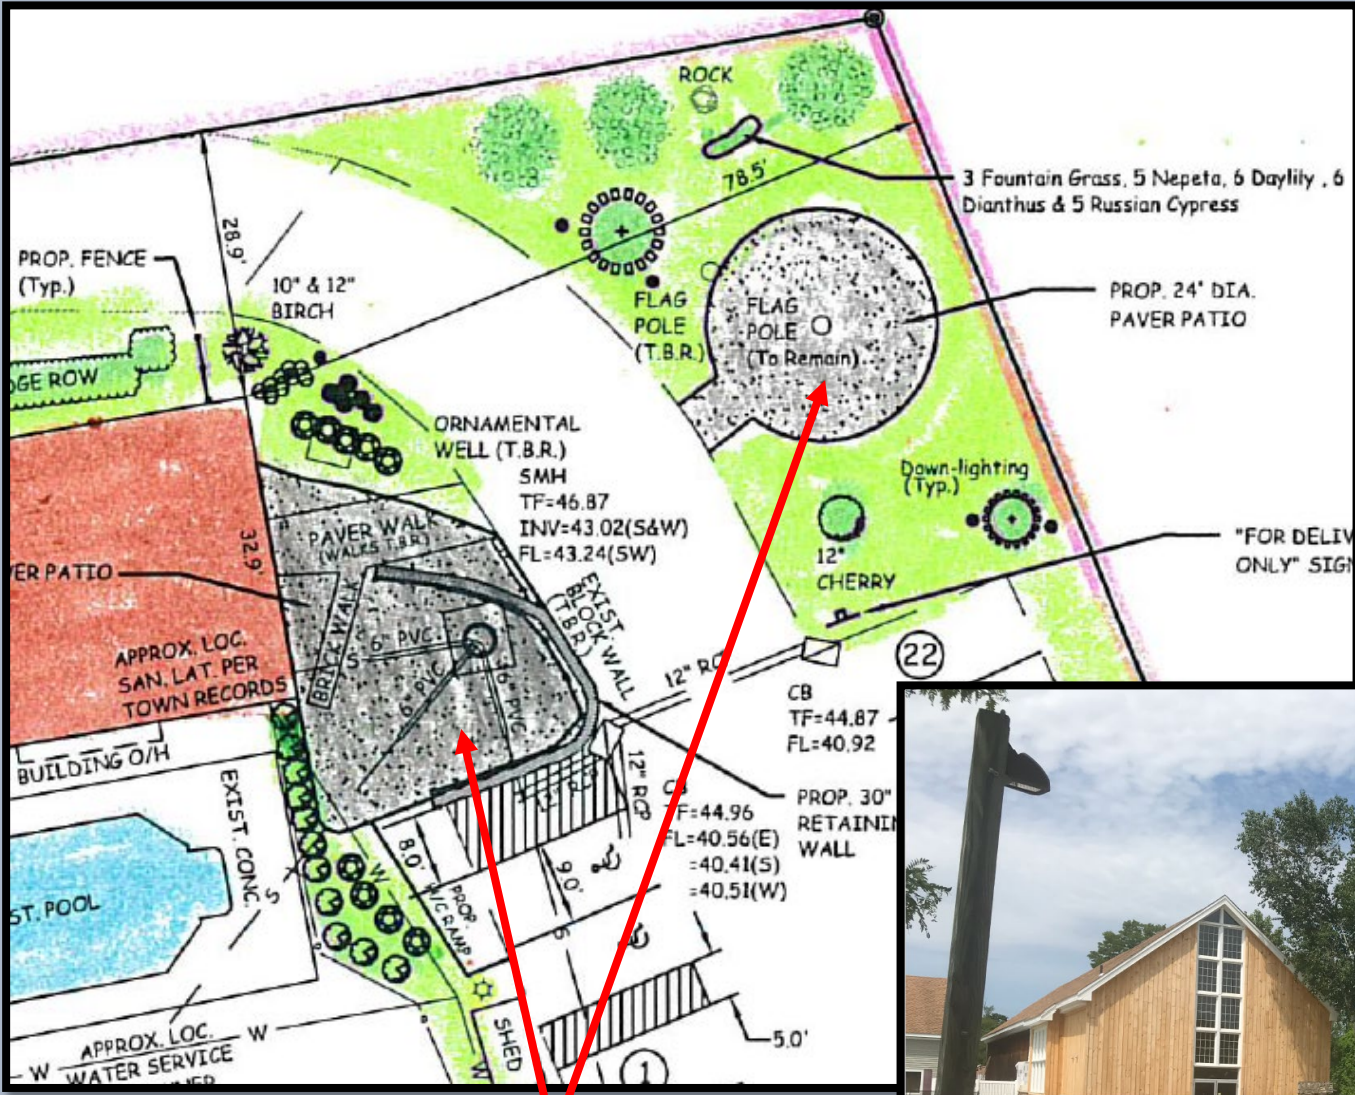 ROCK
78.5'
3 Fountain Grass, 5 Nepeta, 6 Daylily , 6
Dianthus & 5 Russian Cypress
28.9'
PROP. FENCE
(Typ.)
10" & 12"
BIRCH
FLAG
POLE
(T.B.R.)
FLAG
POLE
(To Remain)
PROP. 24' DIA.
PAVER PATIO
DGE ROW
ORNAMENTAL
WELL (T.B.R.)
SMH
TF=46.87
INV=43.02(S&W)
FL=43.24(SW)
Down-lighting
(Typ.)
PAVER WALK
(WALKS T.B.R.)
32.9'
12"
CHERRY
"FOR DELIV
ONLY" SIGN
VER PATIO
EXIST
BLOCK WALL
(T.B.R.)
BRICK WALK
6" PVC
S
6" PVC
6" PVC
APPROX. LOC.
SAN. LAT. PER
TOWN RECORDS
12" RC
22
CB
TF=44.87
FL=40.92
BUILDING O/H
EXIST. CONC.
12" RCP
PROP. 30"
RETAININ
WALL
CB
TF=44.96
FL=40.56(E)
=40.41(S)
=40.51(W)
8.0'
9.0'
PROP.
H/C RAMP
W
S
S
ST. POOL
5.0'
SHED
W
1
APPROX. LOC.
W
W
WATER SERVICE